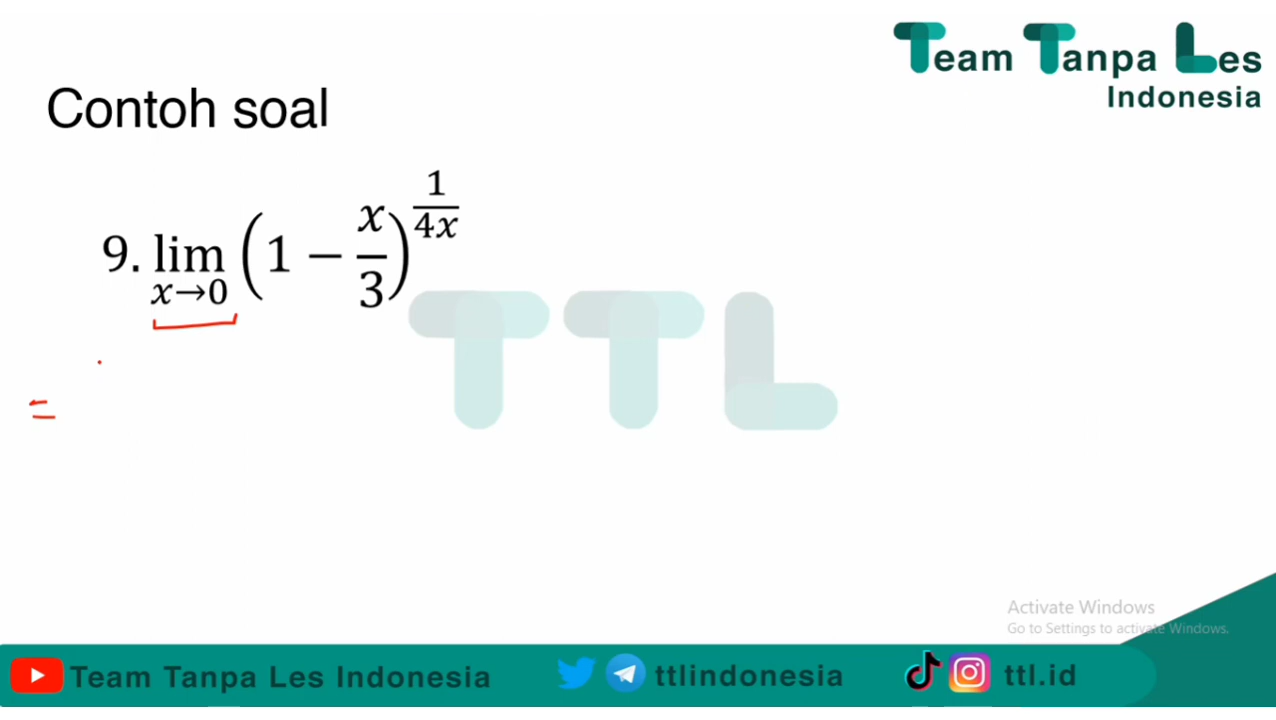 Team Tanpa Les
Indonesia
Contoh soal
9. lim x→0 (1 − x/3)^(1/4x)
=
TTL
Activate Windows
Go to Settings to activate Windows.
Team Tanpa Les Indonesia ttlindonesia ttl.id